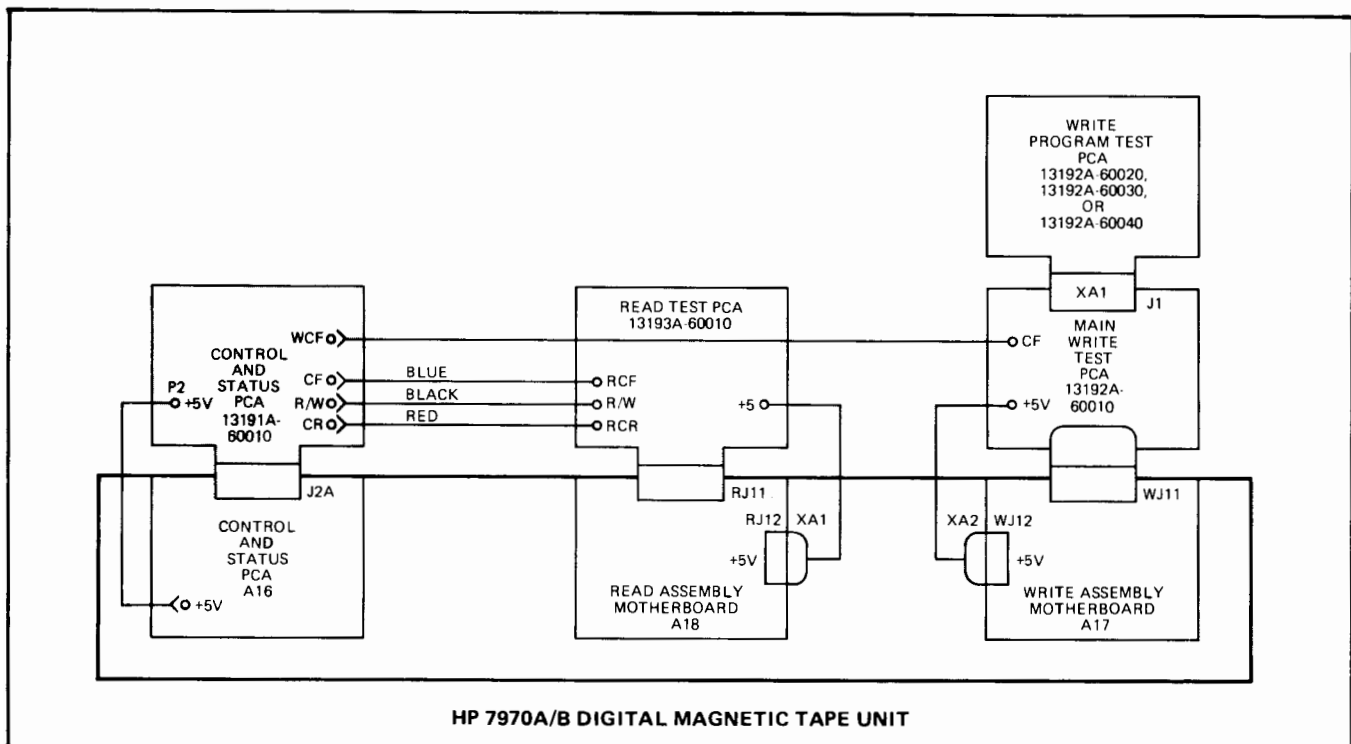 WRITE
PROGRAM TEST
PCA
13192A-60020,
13192A-60030,
OR
13192A-60040
XA1
J1
READ TEST PCA
13193A-60010
WCF
CONTROL
AND
STATUS
PCA
13191A-
60010
P2
+5V
CF
R/W
CR
BLUE
BLACK
RED
RCF
R/W
RCR
+5
CF
MAIN
WRITE
TEST
PCA
13192A-
60010
+5V
J2A
RJ11
WJ11
CONTROL
AND
STATUS
PCA
A16
+5V
RJ12 XA1
+5V
READ ASSEMBLY
MOTHERBOARD
A18
XA2 WJ12
+5V
WRITE ASSEMBLY
MOTHERBOARD
A17
HP 7970A/B DIGITAL MAGNETIC TAPE UNIT